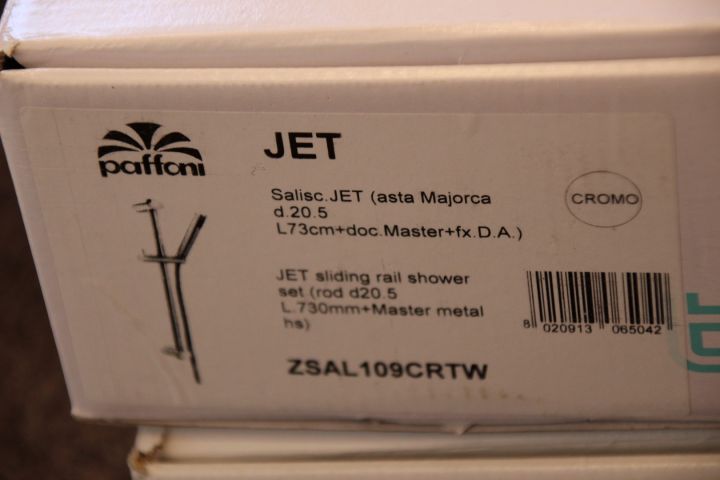 paffoni
JET
Salisc.JET (asta Majorca
d.20.5
L73cm+doc.Master+fx.D.A.)
CROMO
JET sliding rail shower
set (rod d20.5
L.730mm+Master metal
hs)
8 020913 065042
ZSAL109CRTW